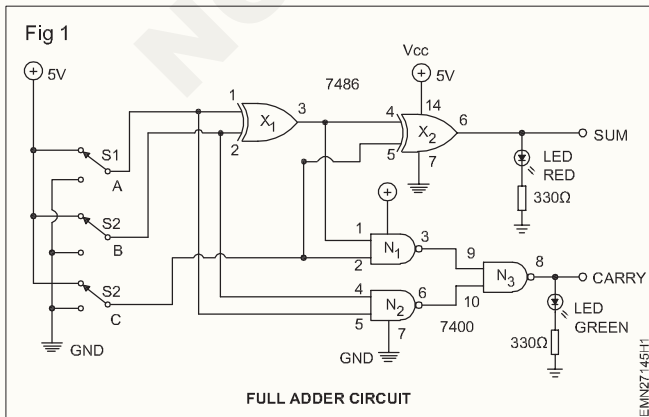 Fig 1
5V
Vcc
5V
7486
1
2
3
X1
4
5
14
6
X2
7
SUM
LED
RED
330Ω
S1
A
S2
B
S2
C
GND
1
2
3
N1
4
5
6
N2
7
GND
7400
9
10
8
N3
CARRY
LED
GREEN
330Ω
FULL ADDER CIRCUIT
EMN27145H1